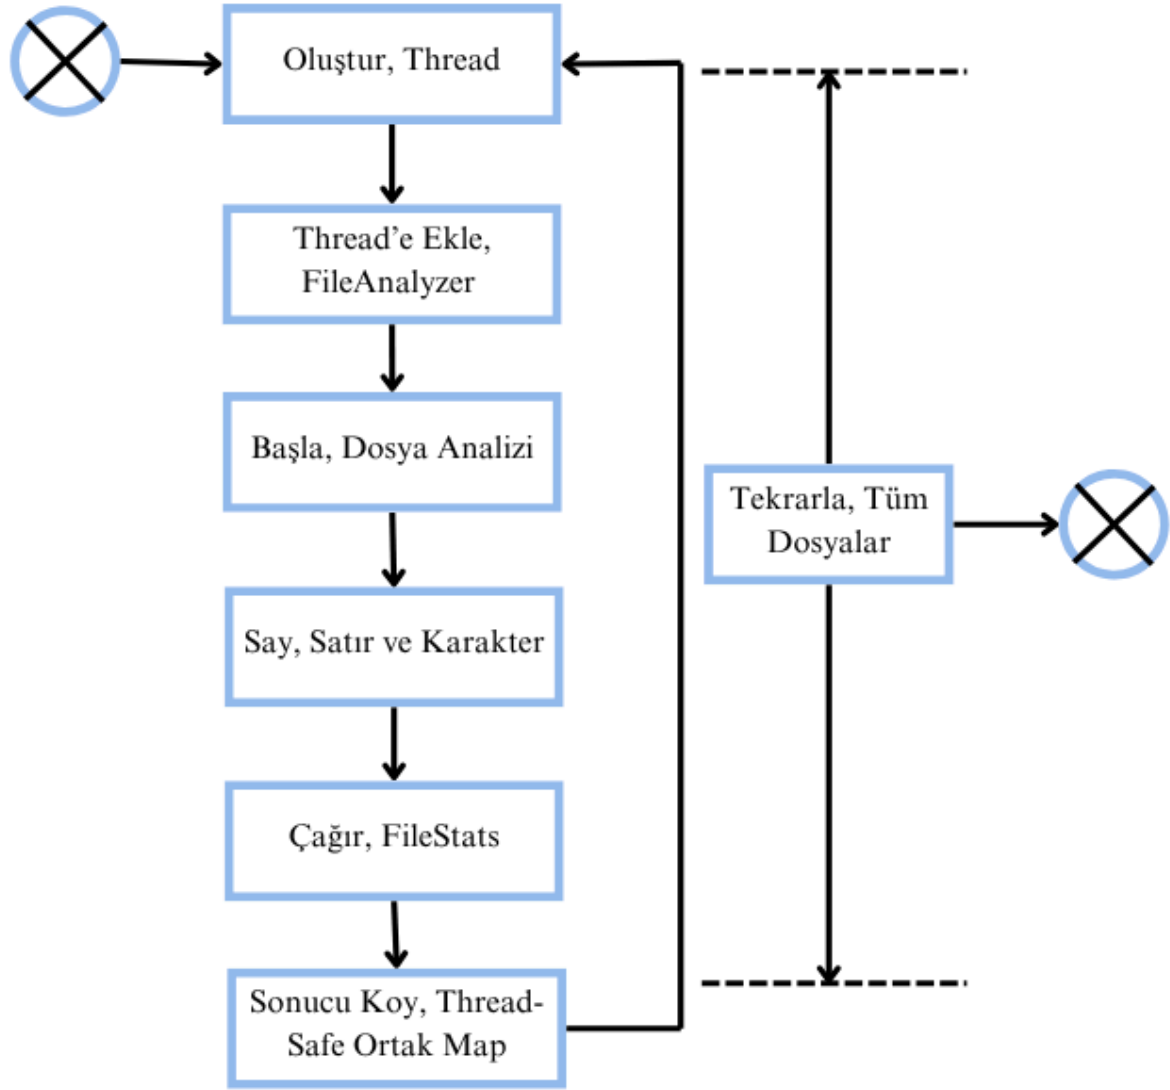 Oluştur, Thread
Thread’e Ekle,
FileAnalyzer
Başla, Dosya Analizi
Say, Satır ve Karakter
Çağır, FileStats
Sonucu Koy, Thread-
Safe Ortak Map
Tekrarla, Tüm
Dosyalar